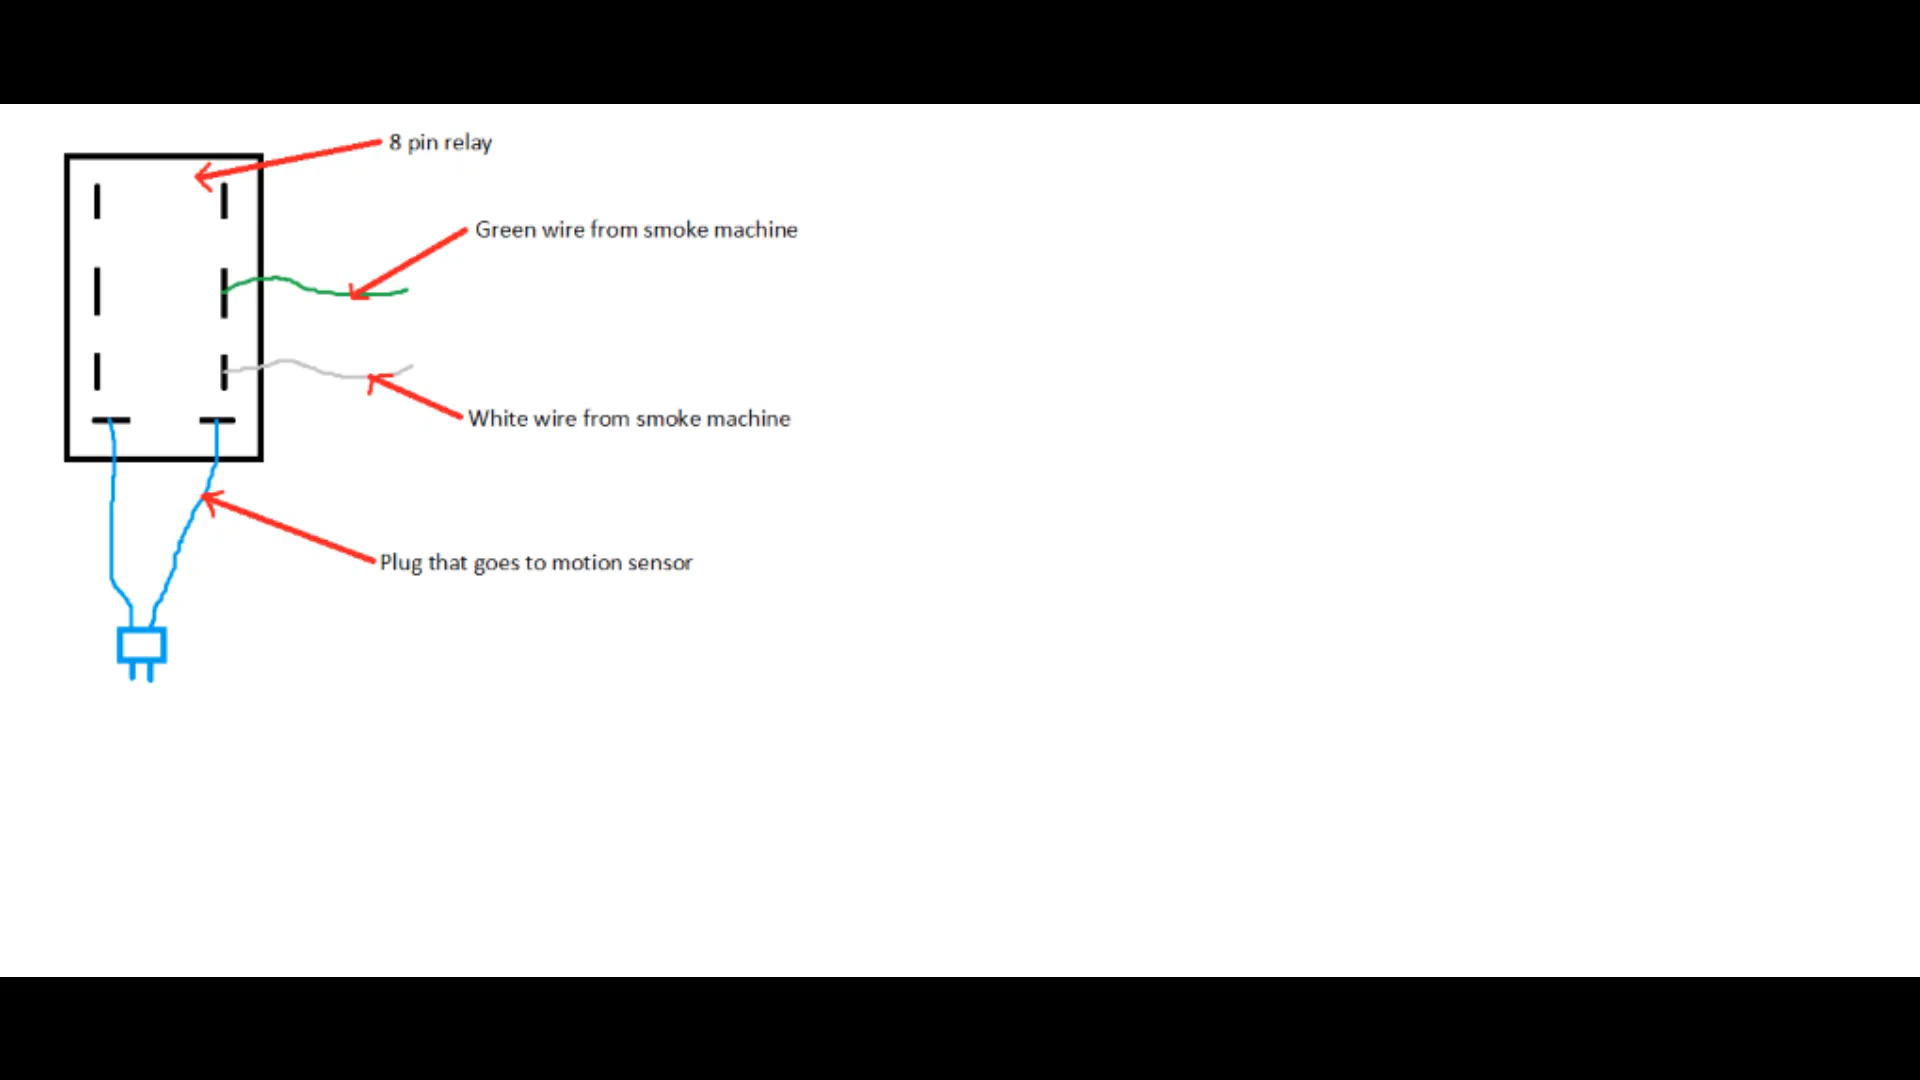 8 pin relay
Green wire from smoke machine
White wire from smoke machine
Plug that goes to motion sensor